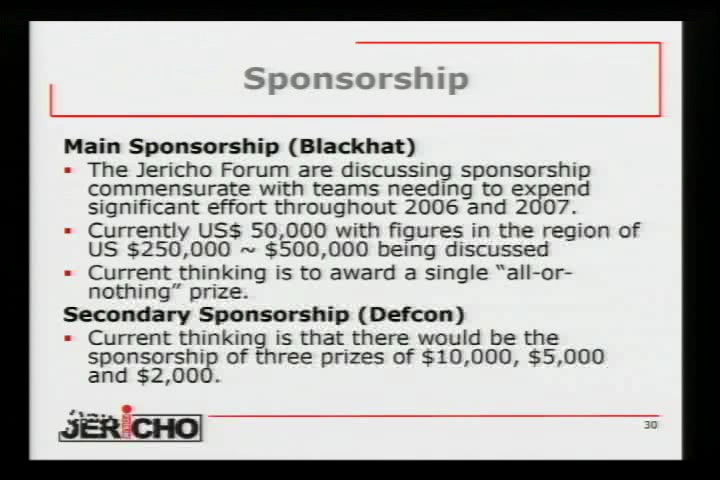 Sponsorship
Main Sponsorship (Blackhat)
The Jericho Forum are discussing sponsorship
commensurate with teams needing to expend
significant effort throughout 2006 and 2007.
Currently US$ 50,000 with figures in the region of
US $250,000 ~ $500,000 being discussed
Current thinking is to award a single “all-or-
nothing” prize.
Secondary Sponsorship (Defcon)
Current thinking is that there would be the
sponsorship of three prizes of $10,000, $5,000
and $2,000.
JERiCHO
30